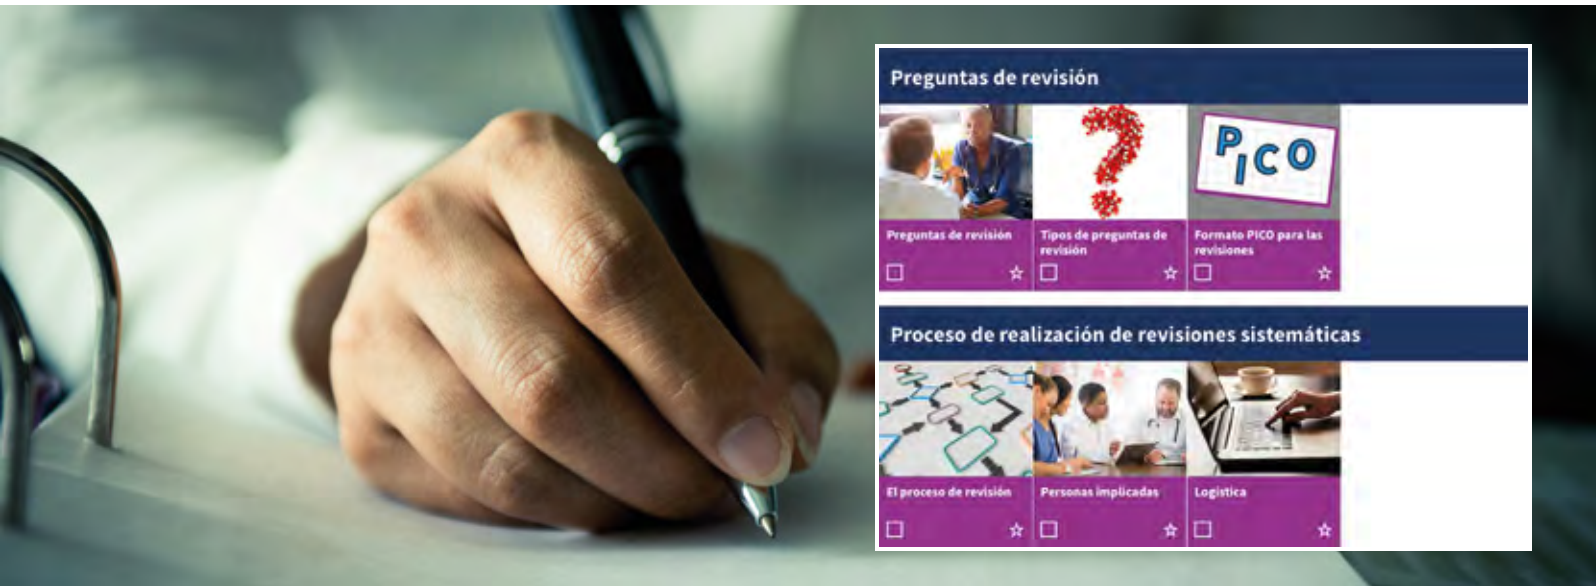 Preguntas de revisión
PICO
Preguntas de revisión
Tipos de preguntas de
revisión
Formato PICO para las
revisiones
Proceso de realización de revisiones sistemáticas
El proceso de revisión
Personas implicadas
Logística